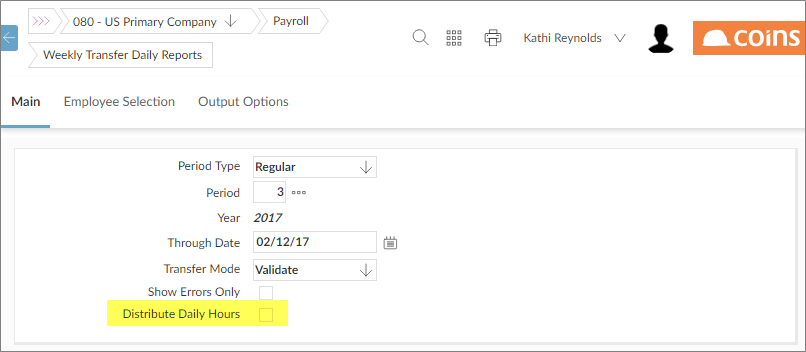 >>> 080 - US Primary Company Payroll
Weekly Transfer Daily Reports
Kathi Reynolds
coins
Main Employee Selection Output Options
Period Type Regular
Period 3
Year 2017
Through Date 02/12/17
Transfer Mode Validate
Show Errors Only
Distribute Daily Hours